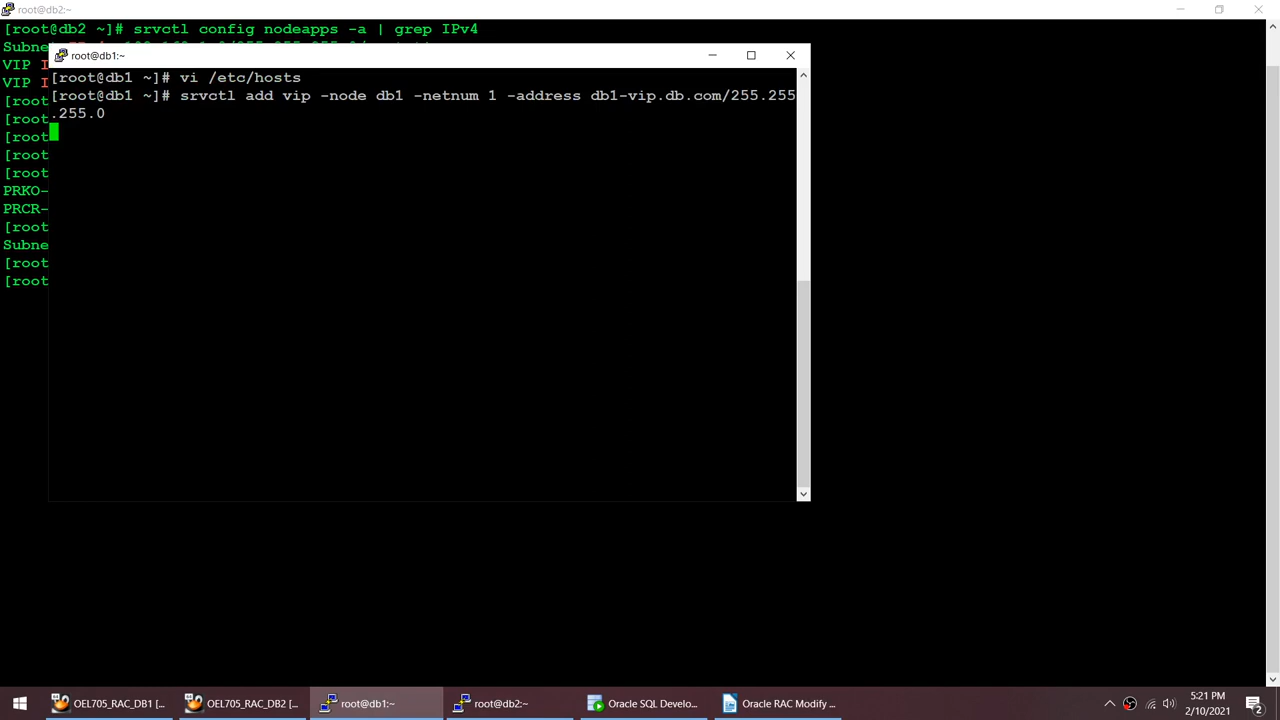 root@db2:~
[root@db2 ~]# srvctl config nodeapps -a | grep IPv4
Subne
VIP I
VIP I
[root
[root
[root
[root
[root
PRKO-
PRCR-
[root
Subne
[root
[root
root@db1:~
[root@db1 ~]# vi /etc/hosts
[root@db1 ~]# srvctl add vip -node db1 -netnum 1 -address db1-vip.db.com/255.255
.255.0
OEL705_RAC_DB1 [...
OEL705_RAC_DB2 [...
root@db1:~
root@db2:~
Oracle SQL Develo...
Oracle RAC Modify ...
5:21 PM
2/10/2021
2